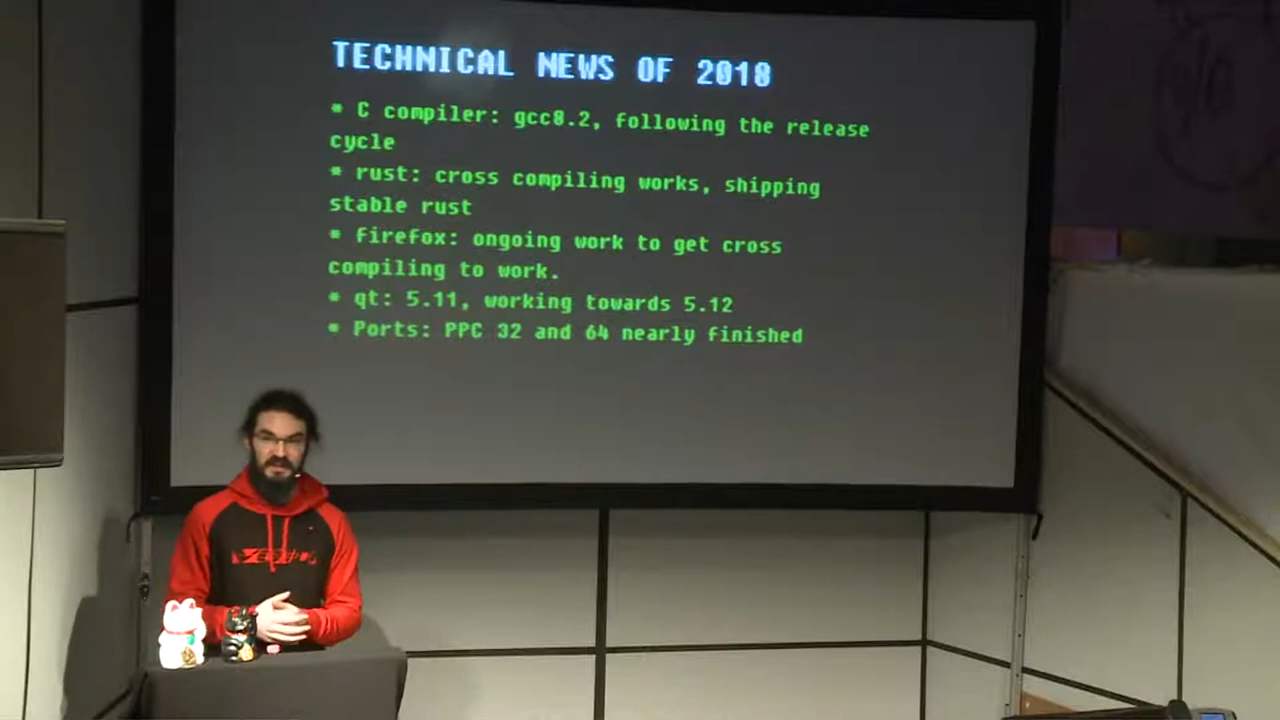 TECHNICAL NEWS OF 2018
* C compiler: gcc8.2, following the release
cycle
* rust: cross compiling works, shipping
stable rust
* firefox: ongoing work to get cross
compiling to work.
* qt: 5.11, working towards 5.12
* Ports: PPC 32 and 64 nearly finished